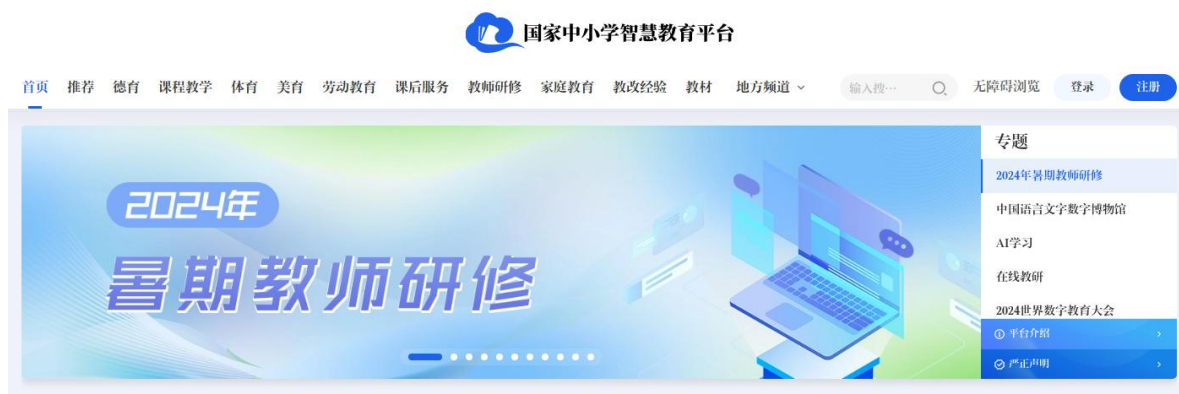 国家中小学智慧教育平台
首页 推荐 德育 课程教学 体育 美育 劳动教育 课后服务 教师研修 家庭教育 教改经验 教材 地方频道 输入搜… 无障碍浏览 登录 注册
2024年
暑期教师研修
专题
2024年暑期教师研修
中国语言文字数字博物馆
AI学习
在线教研
2024世界数字教育大会
平台介绍
严正声明